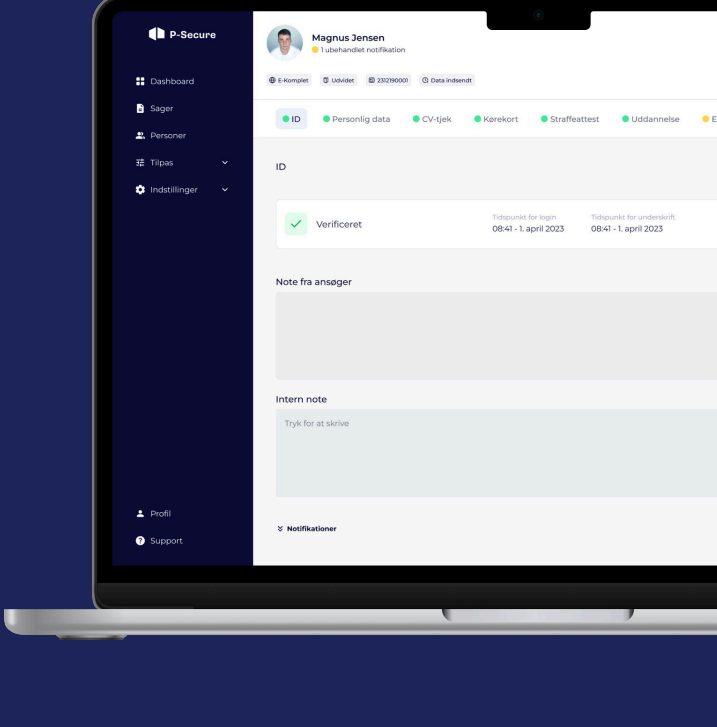 P-Secure
Dashboard
Sager
Personer
Tilpas
Indstillinger
Profil
Support
Magnus Jensen
1 ubehandlet notifikation
E-Komplet
Udvidet
2312190001
Data indsendt
ID
Personlig data
CV-tjek
Kørekort
Straffeattest
Uddannelse
E
ID
Verificeret
Tidspunkt for login
08:41 - 1. april 2023
Tidspunkt for underskrift
08:41 - 1. april 2023
Note fra ansøger
Intern note
Tryk for at skrive
Notifikationer